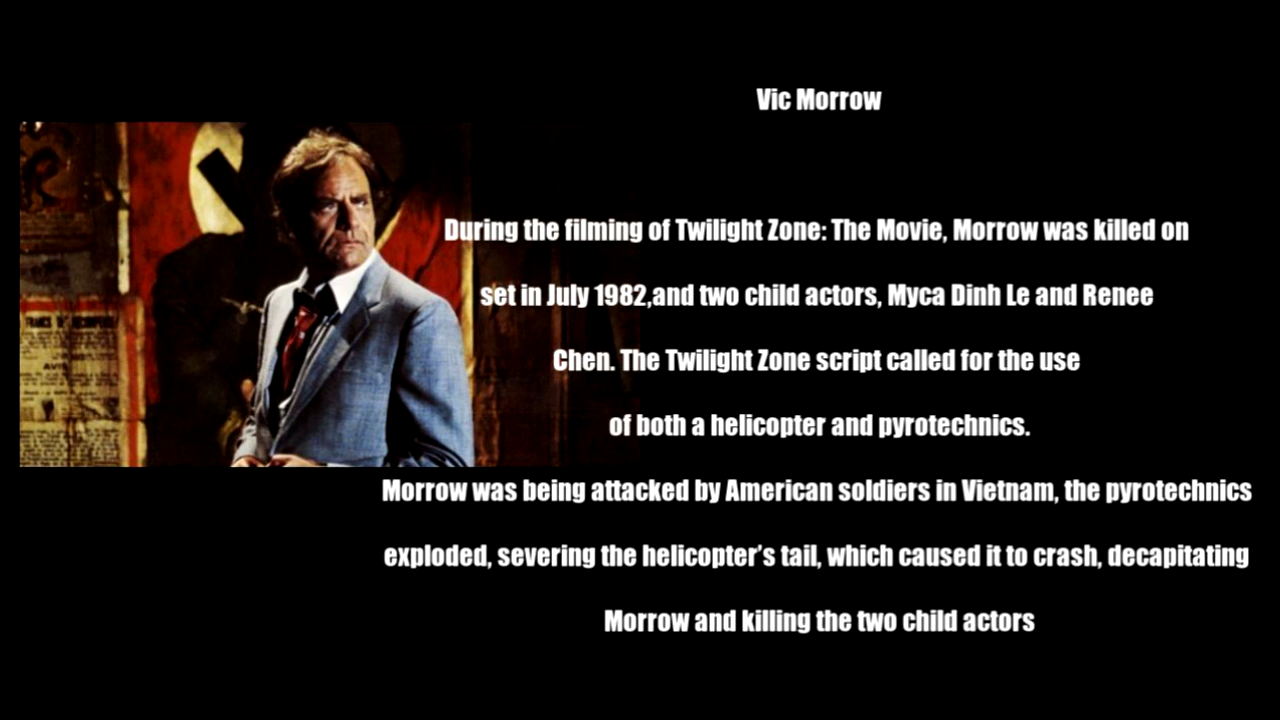 Vic Morrow
During the filming of Twilight Zone: The Movie, Morrow was killed on
set in July 1982,and two child actors, Myca Dinh Le and Renee
Chen. The Twilight Zone script called for the use
of both a helicopter and pyrotechnics.
Morrow was being attacked by American soldiers in Vietnam, the pyrotechnics
exploded, severing the helicopter’s tail, which caused it to crash, decapitating
Morrow and killing the two child actors
AVIS